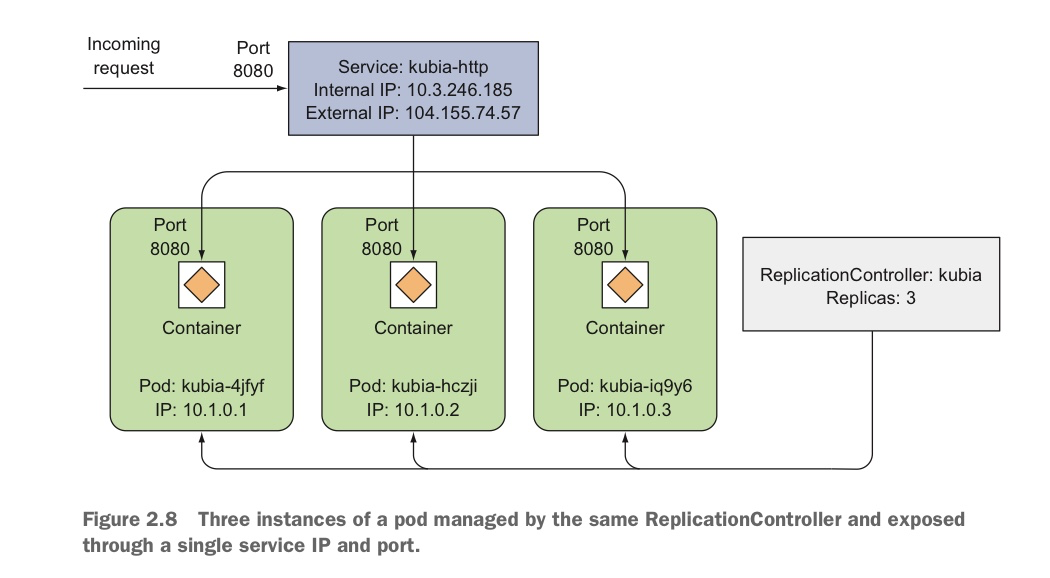 Incoming
request
Port
8080
Service: kubia-http
Internal IP: 10.3.246.185
External IP: 104.155.74.57
Port
8080
Container
Pod: kubia-4jfyf
IP: 10.1.0.1
Port
8080
Container
Pod: kubia-hczji
IP: 10.1.0.2
Port
8080
Container
Pod: kubia-iq9y6
IP: 10.1.0.3
ReplicationController: kubia
Replicas: 3
Figure 2.8 Three instances of a pod managed by the same ReplicationController and exposed
through a single service IP and port.